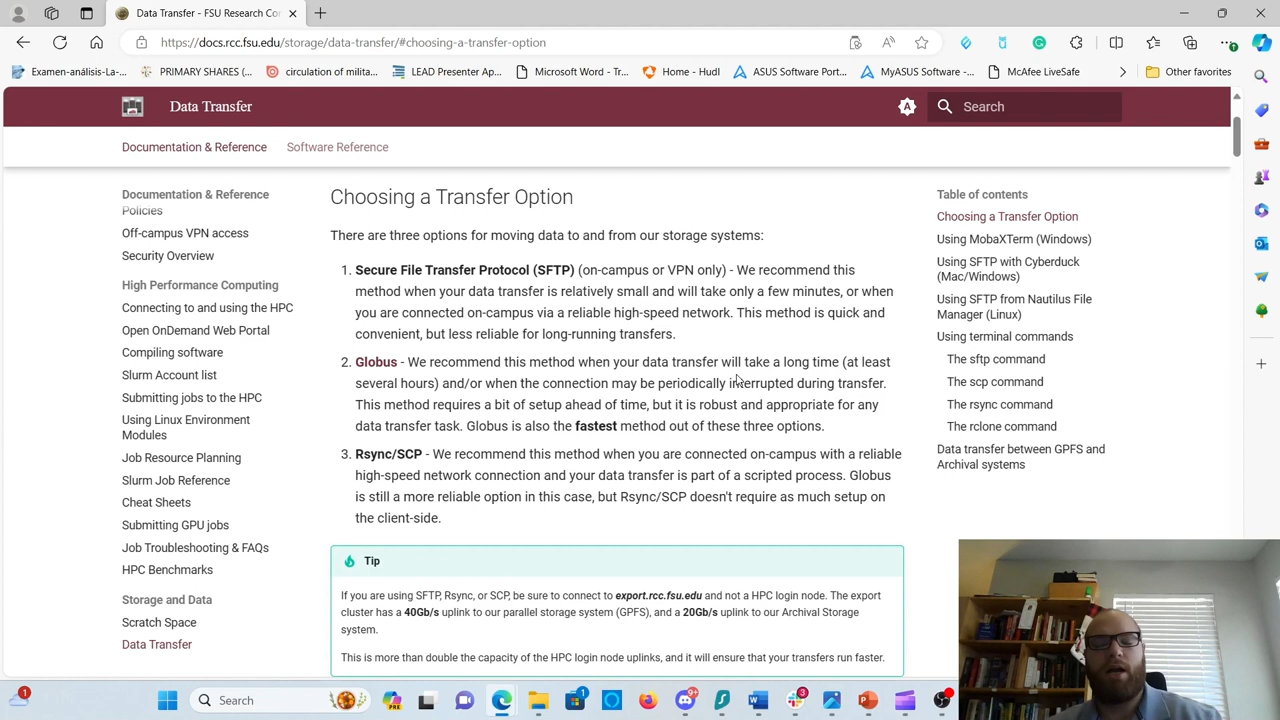 Data Transfer - FSU Research Co
https://docs.rcc.fsu.edu/storage/data-transfer/#choosing-a-transfer-option
Examen-análisis-La-...
PRIMARY SHARES (...
circulation of milita...
LEAD Presenter Ap...
Microsoft Word - Tr...
Home - Hudl
ASUS Software Port...
MyASUS Software -...
McAfee LiveSafe
Other favorites
Data Transfer
Search
Documentation & Reference
Software Reference
Documentation & Reference
Policies
Off-campus VPN access
Security Overview
High Performance Computing
Connecting to and using the HPC
Open OnDemand Web Portal
Compiling software
Slurm Account list
Submitting jobs to the HPC
Using Linux Environment
Modules
Job Resource Planning
Slurm Job Reference
Cheat Sheets
Submitting GPU jobs
Job Troubleshooting & FAQs
HPC Benchmarks
Storage and Data
Scratch Space
Data Transfer
Choosing a Transfer Option
There are three options for moving data to and from our storage systems:
1. Secure File Transfer Protocol (SFTP) (on-campus or VPN only) - We recommend this
method when your data transfer is relatively small and will take only a few minutes, or when
you are connected on-campus via a reliable high-speed network. This method is quick and
convenient, but less reliable for long-running transfers.
2. Globus - We recommend this method when your data transfer will take a long time (at least
several hours) and/or when the connection may be periodically interrupted during transfer.
This method requires a bit of setup ahead of time, but it is robust and appropriate for any
data transfer task. Globus is also the fastest method out of these three options.
3. Rsync/SCP - We recommend this method when you are connected on-campus with a reliable
high-speed network connection and your data transfer is part of a scripted process. Globus
is still a more reliable option in this case, but Rsync/SCP doesn't require as much setup on
the client-side.
Tip
If you are using SFTP, Rsync, or SCP, be sure to connect to export.rcc.fsu.edu and not a HPC login node. The export
cluster has a 40Gb/s uplink to our parallel storage system (GPFS), and a 20Gb/s uplink to our Archival Storage
system.
This is more than double the capacity of the HPC login node uplinks, and it will ensure that your transfers run faster.
Table of contents
Choosing a Transfer Option
Using MobaXTerm (Windows)
Using SFTP with Cyberduck
(Mac/Windows)
Using SFTP from Nautilus File
Manager (Linux)
Using terminal commands
The sftp command
The scp command
The rsync command
The rclone command
Data transfer between GPFS and
Archival systems
1
Search
1
3